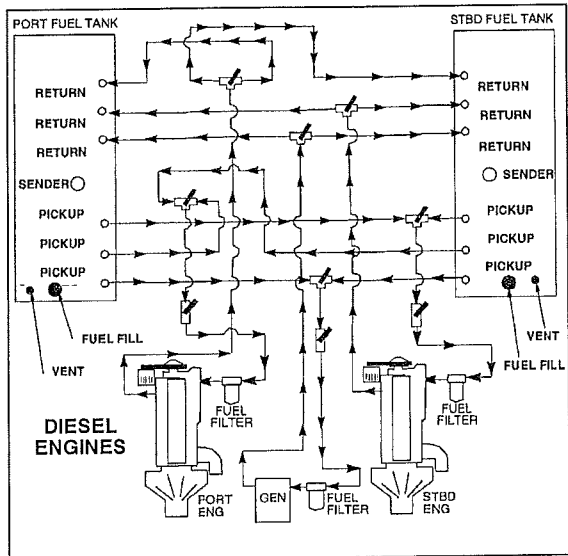 PORT FUEL TANK
STBD FUEL TANK
RETURN
RETURN
RETURN
SENDER
PICKUP
PICKUP
PICKUP
FUEL FILL
VENT
RETURN
RETURN
RETURN
SENDER
PICKUP
PICKUP
PICKUP
VENT
FUEL FILL
DIESEL
ENGINES
FUEL
FILTER
PORT
ENG
GEN
FUEL
FILTER
STBD
ENG
FUEL
FILTER